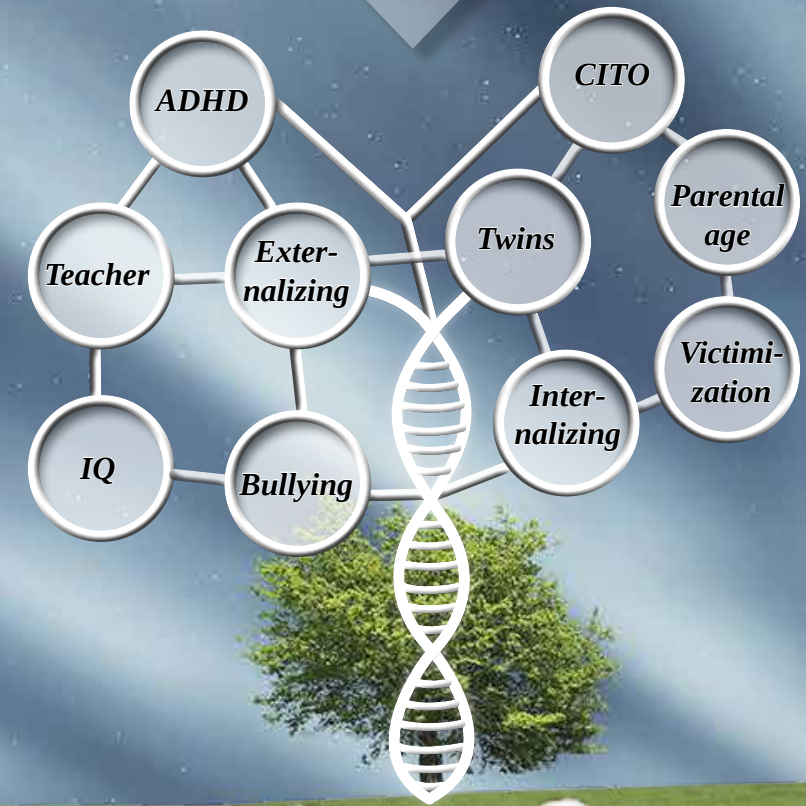 ADHD
CITO
Parental
age
Twins
Exter-
nalizing
Teacher
Victimi-
zation
Inter-
nalizing
IQ
Bullying